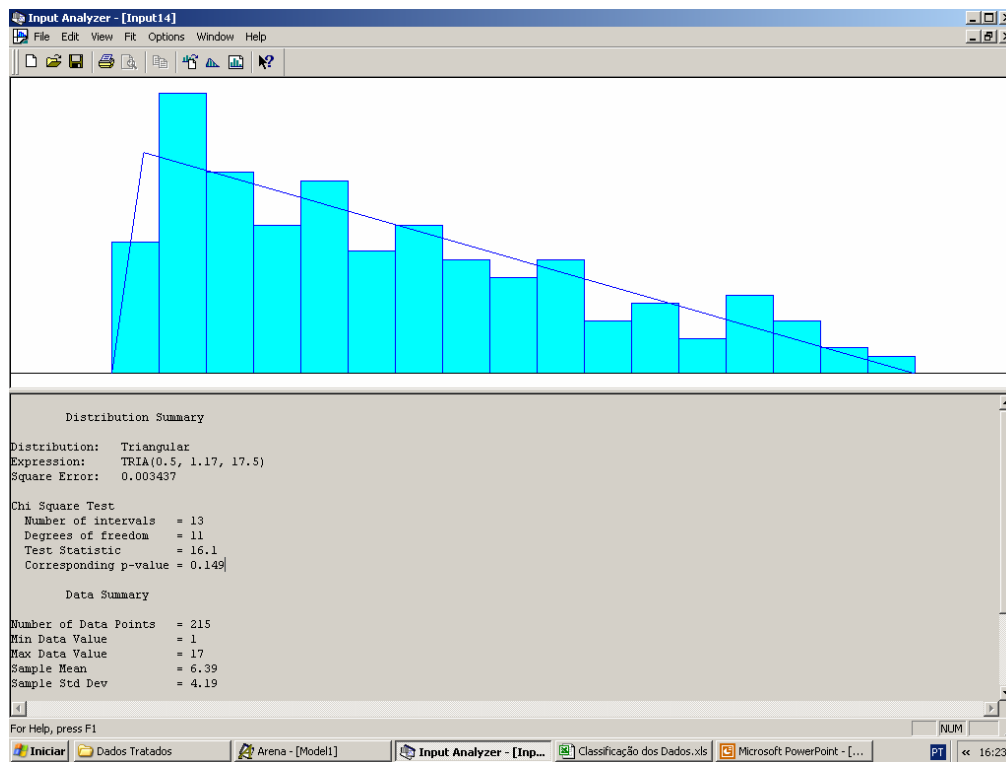 Input Analyzer - [Input14]
File Edit View Fit Options Window Help
Distribution Summary
Distribution: Triangular
Expression: TRIA(0.5, 1.17, 17.5)
Square Error: 0.003437
Chi Square Test
Number of intervals = 13
Degrees of freedom = 11
Test Statistic = 16.1
Corresponding p-value = 0.149
Data Summary
Number of Data Points = 215
Min Data Value = 1
Max Data Value = 17
Sample Mean = 6.39
Sample Std Dev = 4.19
For Help, press F1
NUM
Iniciar Dados Tratados Arena - [Model1] Input Analyzer - [Inp... Classificação dos Dados.xls Microsoft PowerPoint - [... PT « 16:23